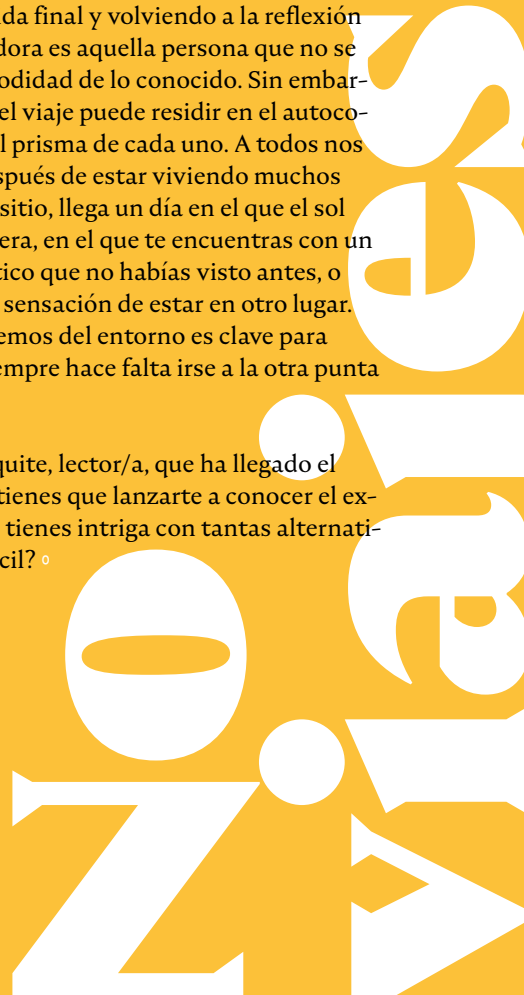 ida final y volviendo a la reflexión
dora es aquella persona que no se
odidad de lo conocido. Sin embar-
el viaje puede residir en el autoco-
l prisma de cada uno. A todos nos
spués de estar viviendo muchos
sitio, llega un día en el que el sol
era, en el que te encuentras con un
tico que no habías visto antes, o
sensación de estar en otro lugar.
emos del entorno es clave para
empre hace falta irse a la otra punta
quite, lector/a, que ha llegado el
tienes que lanzarte a conocer el ex-
tienes intriga con tantas alternati-
cil?
No
viajes